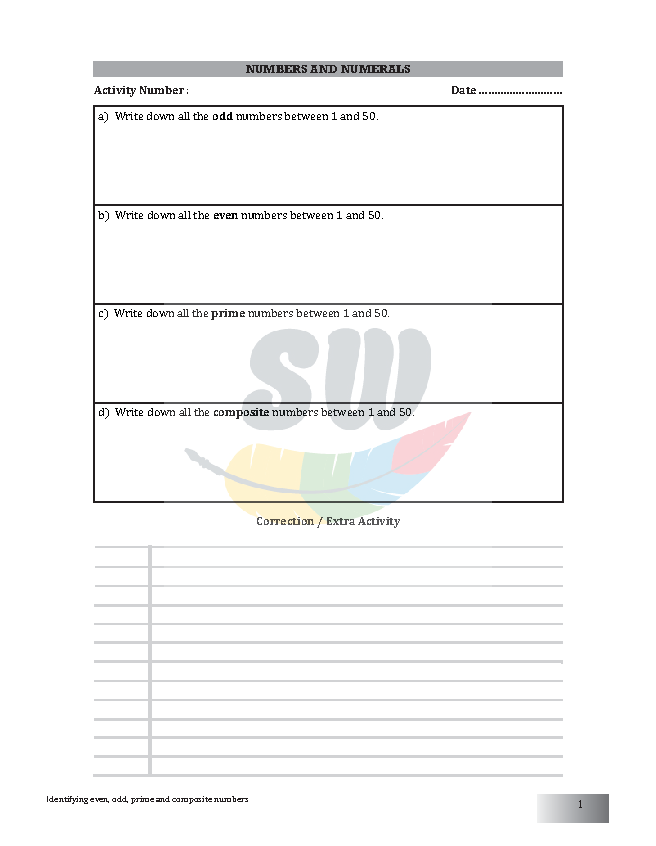 NUMBERS AND NUMERALS
Activity Number : Date ...........................
a) Write down all the odd numbers between 1 and 50.
b) Write down all the even numbers between 1 and 50.
c) Write down all the prime numbers between 1 and 50.
SW
d) Write down all the composite numbers between 1 and 50.
Correction / Extra Activity
Identifying even, odd, prime and composite numbers
1